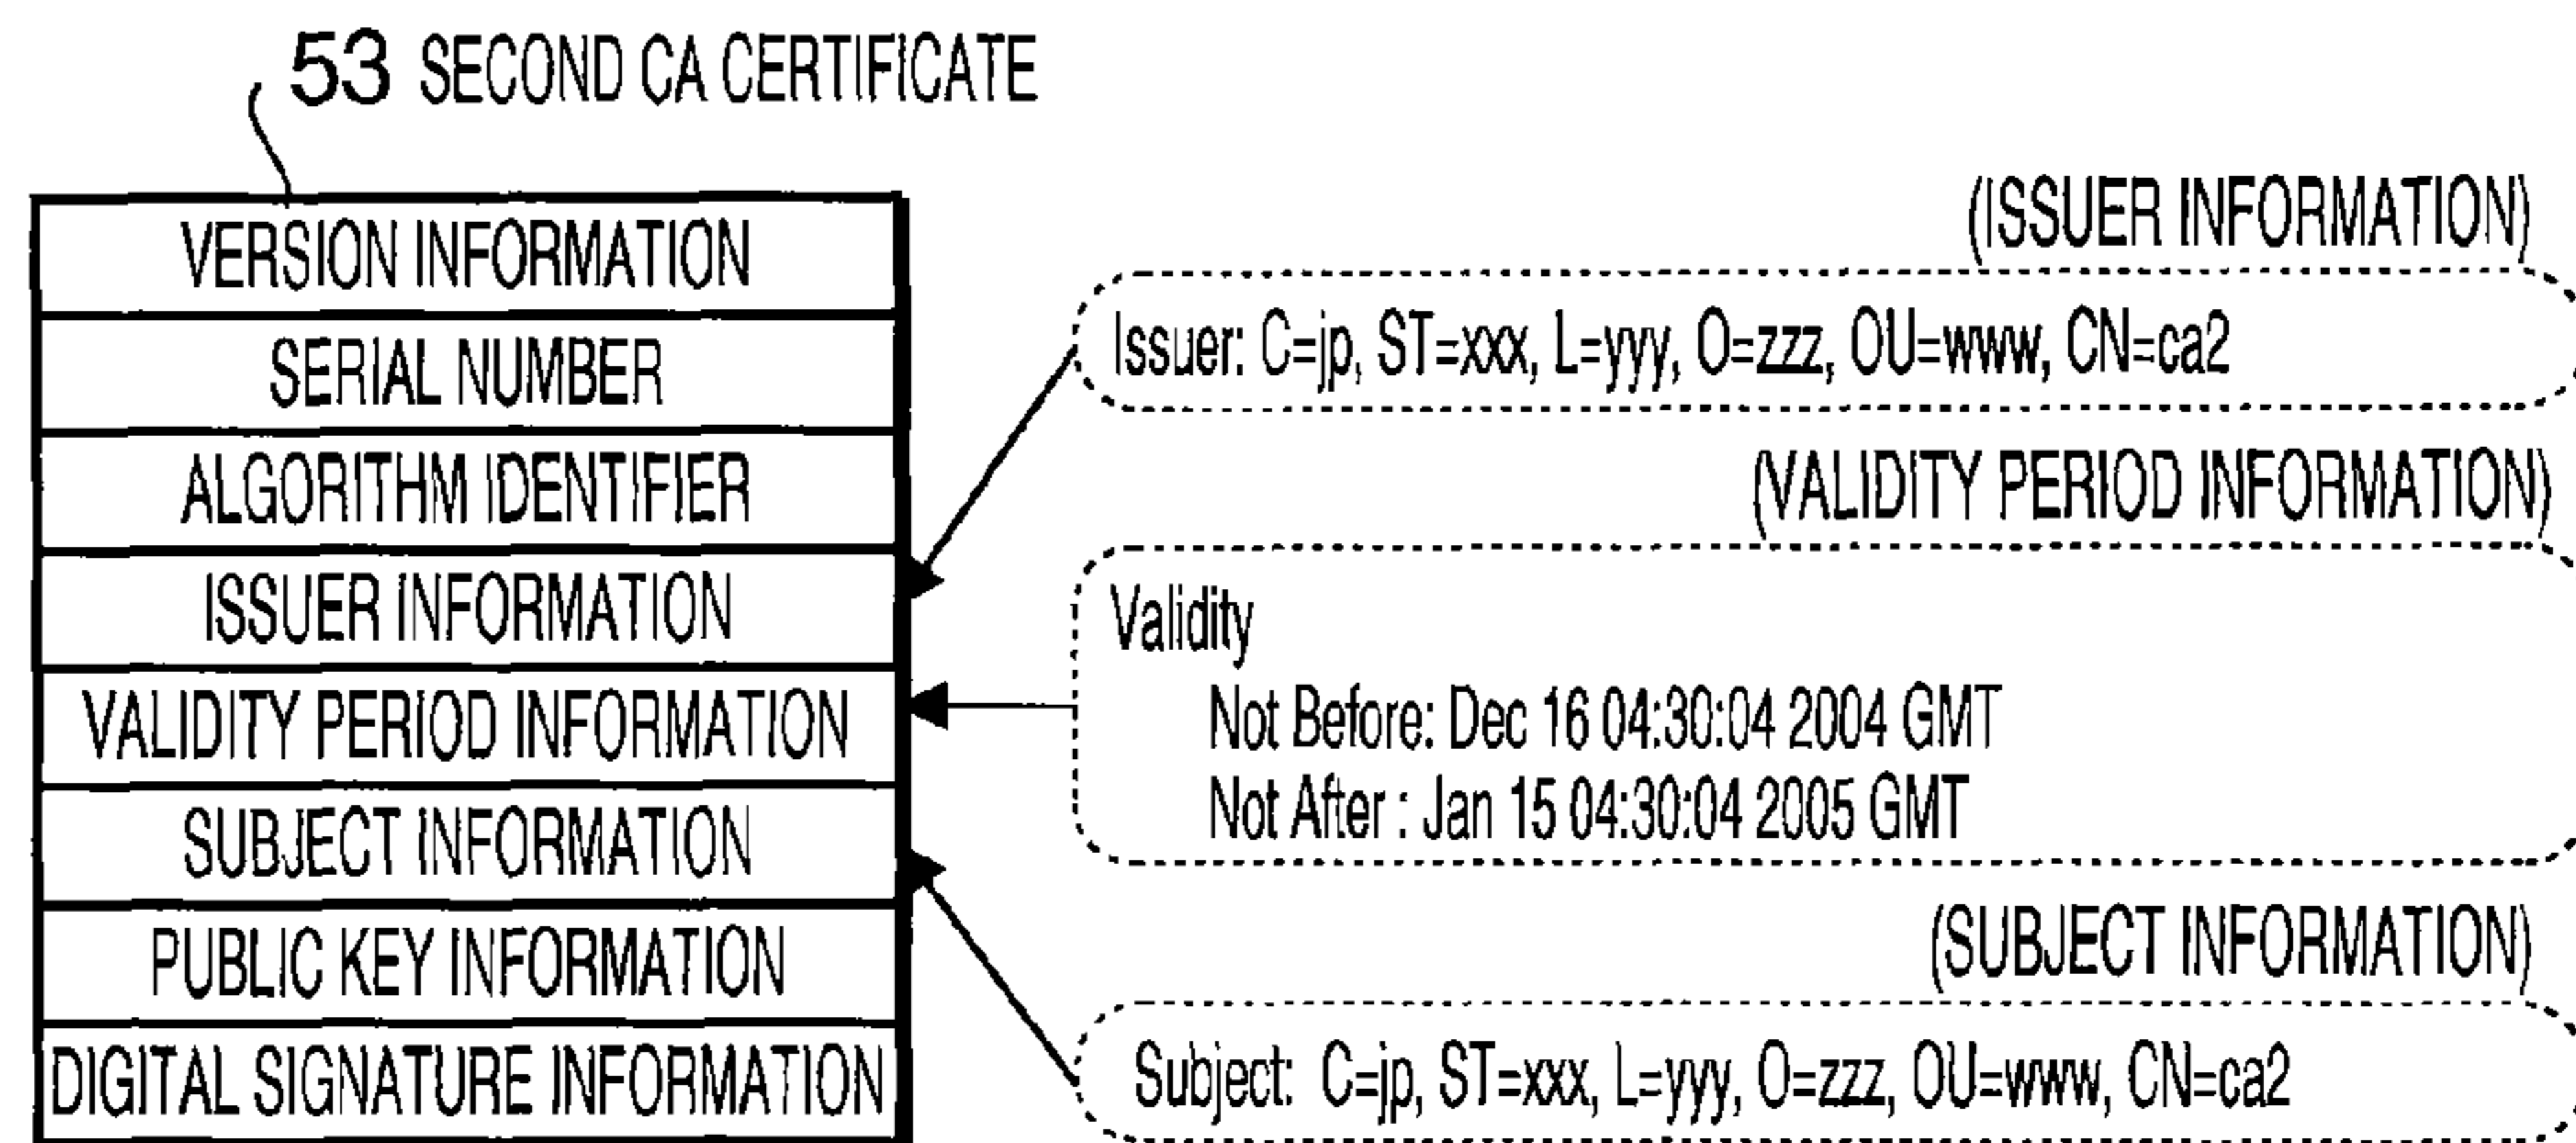 53 SECOND CA CERTIFICATE
VERSION INFORMATION
SERIAL NUMBER
ALGORITHM IDENTIFIER
ISSUER INFORMATION
VALIDITY PERIOD INFORMATION
SUBJECT INFORMATION
PUBLIC KEY INFORMATION
DIGITAL SIGNATURE INFORMATION
(ISSUER INFORMATION)
Issuer: C=jp, ST=xxx, L=yyy, O=zzz, OU=www, CN=ca2
(VALIDITY PERIOD INFORMATION)
Validity
Not Before: Dec 16 04:30:04 2004 GMT
Not After : Jan 15 04:30:04 2005 GMT
(SUBJECT INFORMATION)
Subject: C=jp, ST=xxx, L=yyy, O=zzz, OU=www, CN=ca2